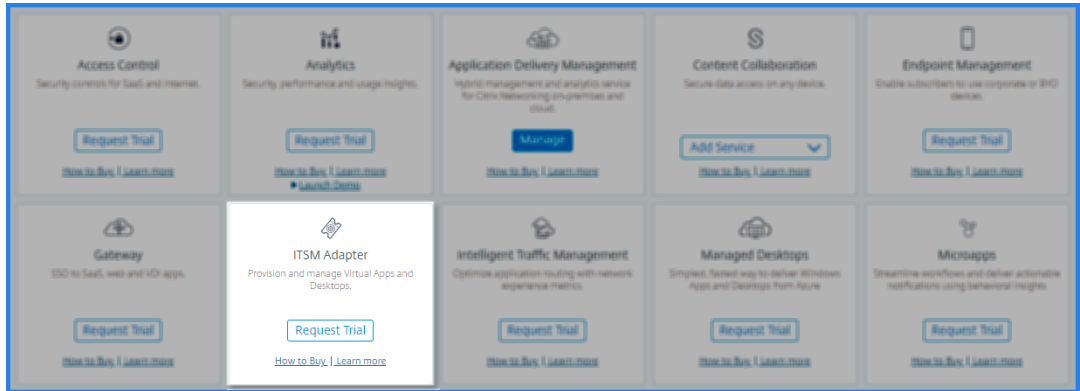 Access Control
Security controls for SaaS and Internet.
Request Trial
How to Buy | Learn more
Analytics
Security, performance and usage insights.
Request Trial
How to Buy | Learn more
Launch Demo
Application Delivery Management
Hybrid management and analytics service
for Citrix Networking on-premises and
cloud.
Manage
How to Buy | Learn more
Content Collaboration
Secure data access on any device.
Add Service
How to Buy | Learn more
Endpoint Management
Enable subscribers to use corporate or BYO
devices.
Request Trial
How to Buy | Learn more
Gateway
SSO to SaaS, web and VDI apps.
Request Trial
How to Buy | Learn more
ITSM Adapter
Provision and manage Virtual Apps and
Desktops.
Request Trial
How to Buy | Learn more
Intelligent Traffic Management
Optimize application routing with network
experience metrics.
Request Trial
How to Buy | Learn more
Managed Desktops
Simplest, fastest way to deliver Windows
Apps and Desktops from Azure
Request Trial
How to Buy | Learn more
Microapps
Streamline workflows and deliver actionable
notifications using behavioral insights
Request Trial
How to Buy | Learn more